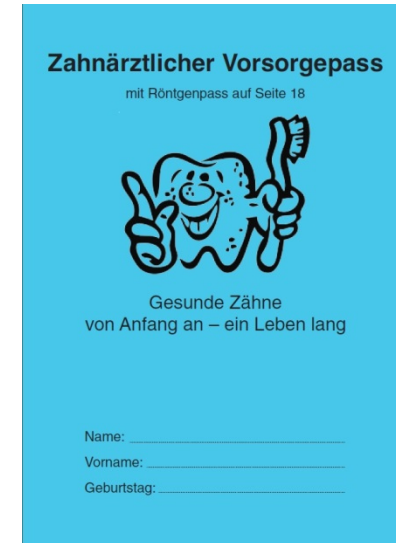 Zahnärztlicher Vorsorgepass
mit Röntgenpass auf Seite 18
Gesunde Zähne
von Anfang an – ein Leben lang
Name:
Vorname:
Geburtstag: